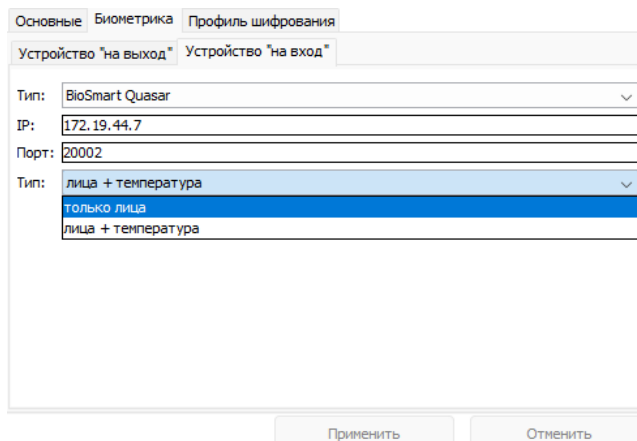 Основные Биометрика Профиль шифрования
Устройство "на выход" Устройство "на вход"
Тип: BioSmart Quasar
IP: 172.19.44.7
Порт: 20002
Тип: лица + температура
только лица
лица + температура
Применить Отменить